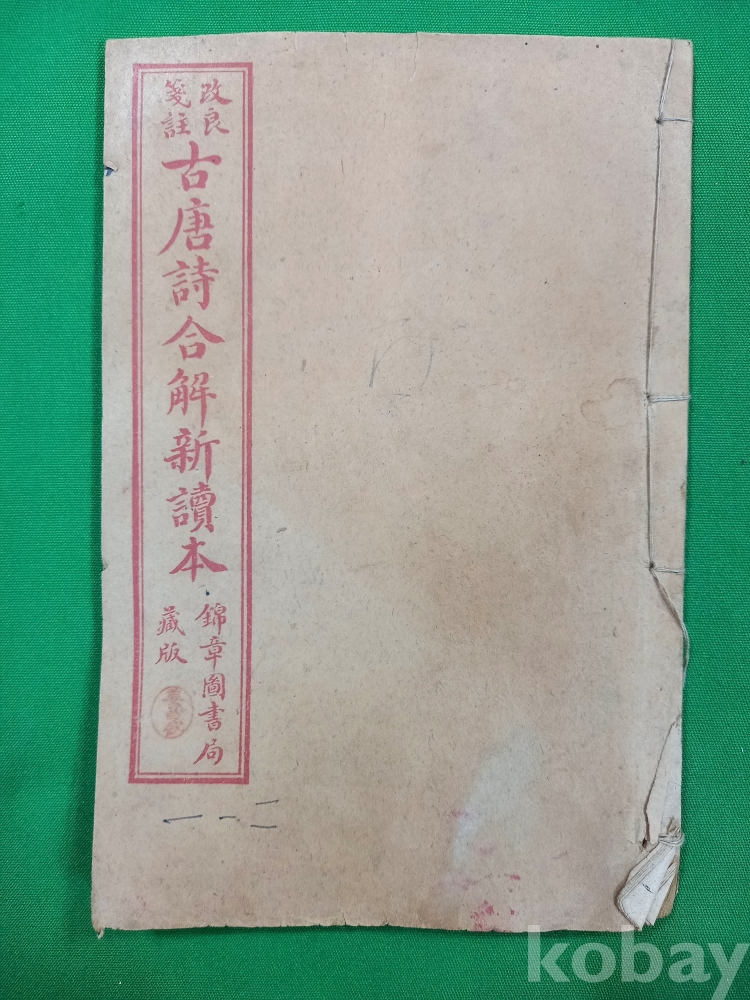 改良
箋註
古唐詩合解新讀本
錦章圖書局
藏版
一-二
kobay